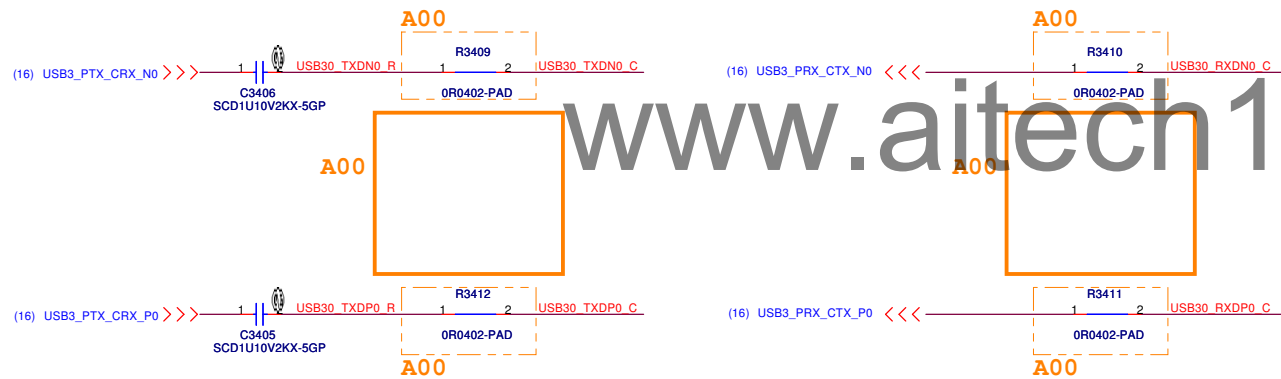 A00
A00
R3409
R3410
(16) USB3_PTX_CRX_N0
1
2
USB30_TXDN0_R
1
2
USB30_TXDN0_C
(16) USB3_PRX_CTX_N0
1
2
USB30_RXDN0_C
C3406
SCD1U10V2KX-5GP
0R0402-PAD
0R0402-PAD
www.aitech1
A00
A00
R3412
R3411
(16) USB3_PTX_CRX_P0
1
2
USB30_TXDP0_R
1
2
USB30_TXDP0_C
(16) USB3_PRX_CTX_P0
1
2
USB30_RXDP0_C
C3405
SCD1U10V2KX-5GP
0R0402-PAD
0R0402-PAD
A00
A00